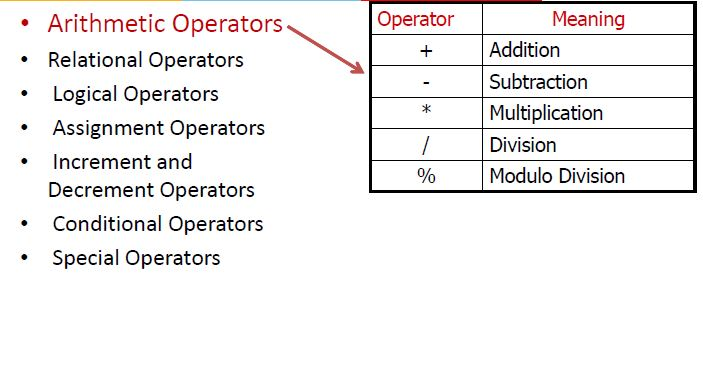 • Arithmetic Operators
• Relational Operators
• Logical Operators
• Assignment Operators
• Increment and
Decrement Operators
• Conditional Operators
• Special Operators
Operator Meaning
+ Addition
- Subtraction
* Multiplication
/ Division
% Modulo Division